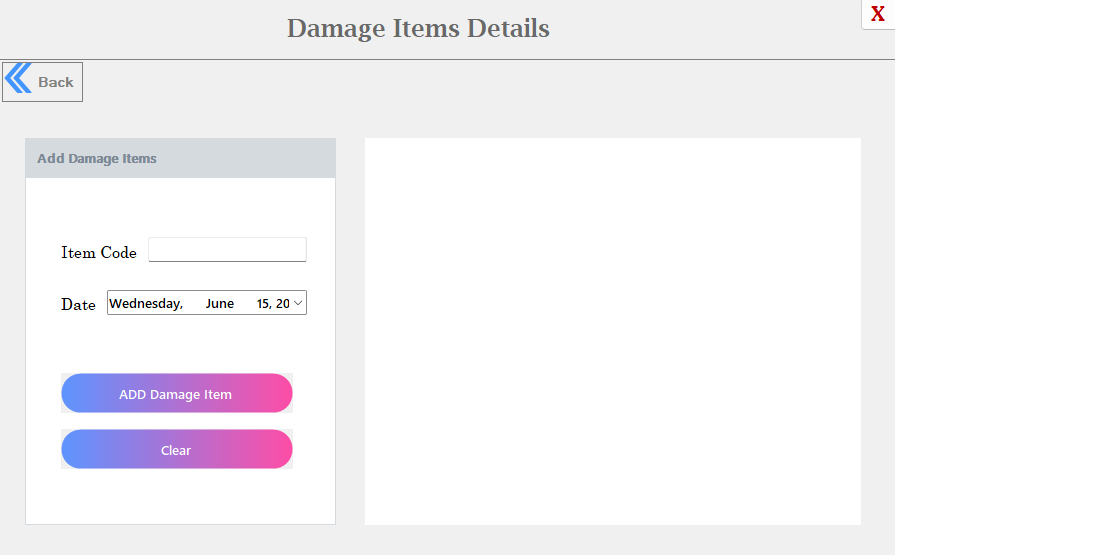 Damage Items Details
X
Back
Add Damage Items
Item Code
Date
Wednesday, June 15, 20
ADD Damage Item
Clear